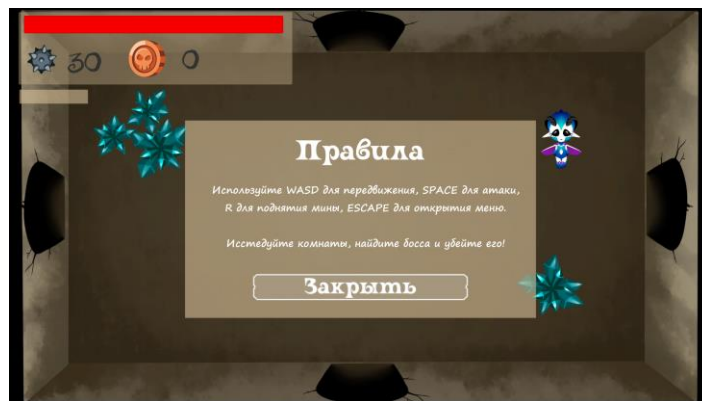 30 0
Правила
Используйте WASD для передвижения, SPACE для атаки,
R для поднятия мины, ESCAPE для открытия меню.
Исстедуйте комнаты, найдите босса и убейте его!
Закрыть